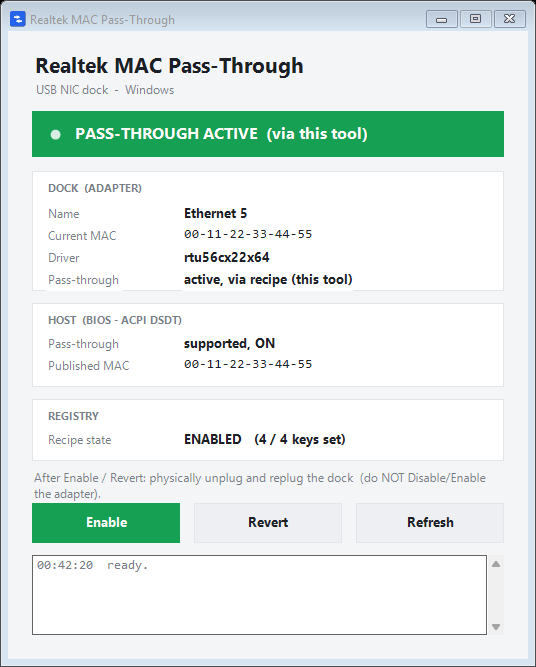 Realtek MAC Pass-Through
Realtek MAC Pass-Through
USB NIC dock - Windows
PASS-THROUGH ACTIVE (via this tool)
DOCK (ADAPTER)
Name Ethernet 5
Current MAC 00-11-22-33-44-55
Driver rtu56cx22x64
Pass-through active, via recipe (this tool)
HOST (BIOS - ACPI DSDT)
Pass-through supported, ON
Published MAC 00-11-22-33-44-55
REGISTRY
Recipe state ENABLED (4 / 4 keys set)
After Enable / Revert: physically unplug and replug the dock (do NOT Disable/Enable
the adapter).
Enable Revert Refresh
00:42:20 ready.